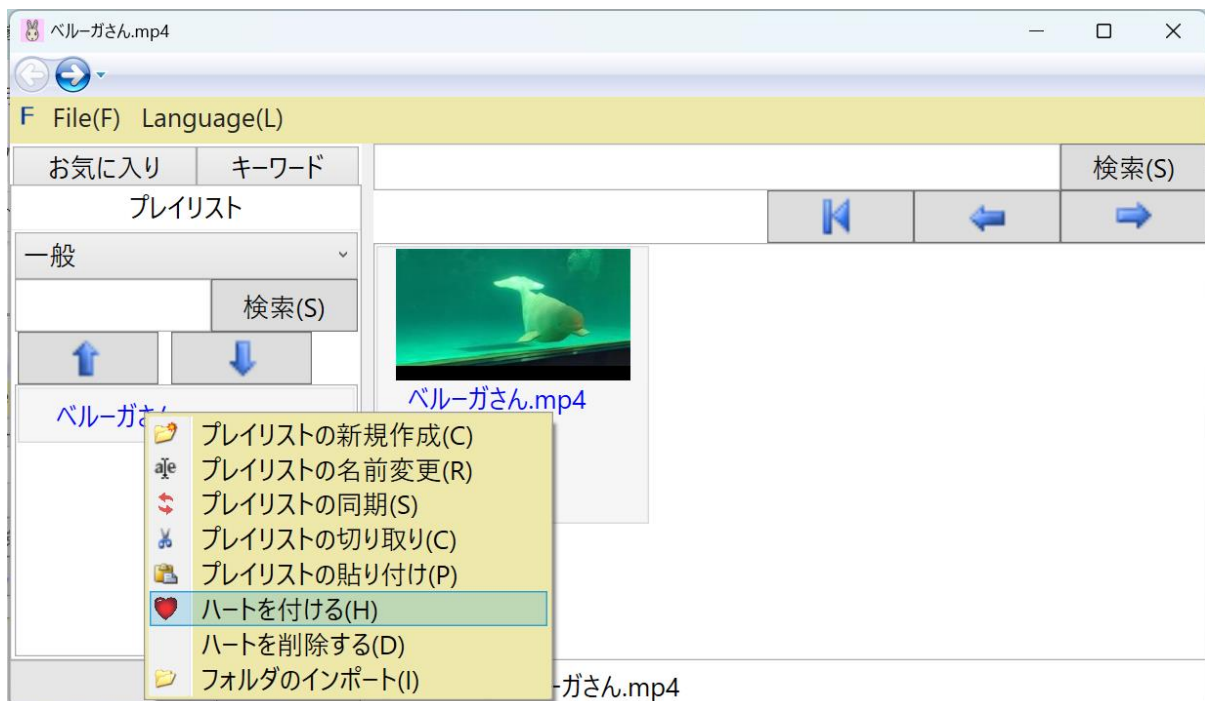 ベルーガさん.mp4
F File(F) Language(L)
お気に入り キーワード
プレイリスト
一般
検索(S)
検索(S)
ベルーガさん.mp4
ベルーガさ
プレイリストの新規作成(C)
プレイリストの名前変更(R)
プレイリストの同期(S)
プレイリストの切り取り(C)
プレイリストの貼り付け(P)
ハートを付ける(H)
ハートを削除する(D)
フォルダのインポート(I)
ーガさん.mp4